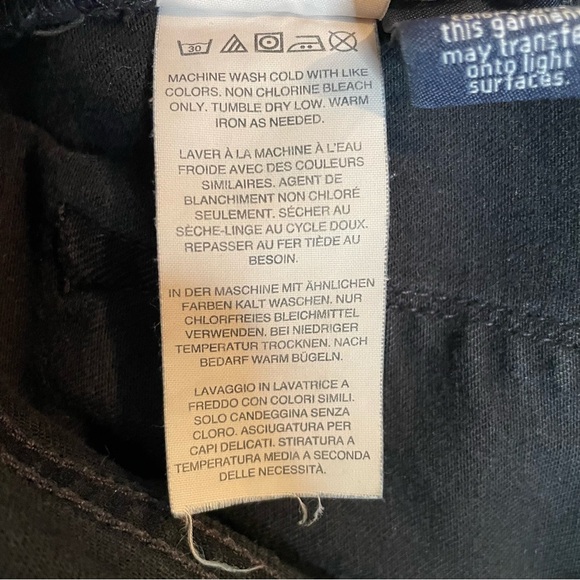 30
MACHINE WASH COLD WITH LIKE
COLORS. NON CHLORINE BLEACH
ONLY. TUMBLE DRY LOW. WARM
IRON AS NEEDED.
LAVER À LA MACHINE À L'EAU
FROIDE AVEC DES COULEURS
SIMILAIRES. AGENT DE
BLANCHIMENT NON CHLORÉ
SEULEMENT. SÉCHER AU
SÈCHE-LINGE AU CYCLE DOUX.
REPASSER AU FER TIÈDE AU
BESOIN.
IN DER MASCHINE MIT ÄHNLICHEN
FARBEN KALT WASCHEN. NUR
CHLORFREIES BLEICHMITTEL
VERWENDEN. BEI NIEDRIGER
TEMPERATUR TROCKNEN. NACH
BEDARF WARM BÜGELN.
LAVAGGIO IN LAVATRICE A
FREDDO CON COLORI SIMILI.
SOLO CANDEGGINA SENZA
CLORO. ASCIUGATURA PER
CAPI DELICATI. STIRATURA A
TEMPERATURA MEDIA A SECONDA
DELLE NECESSITÀ.
this garmen
may transfe
onto light
surfaces.